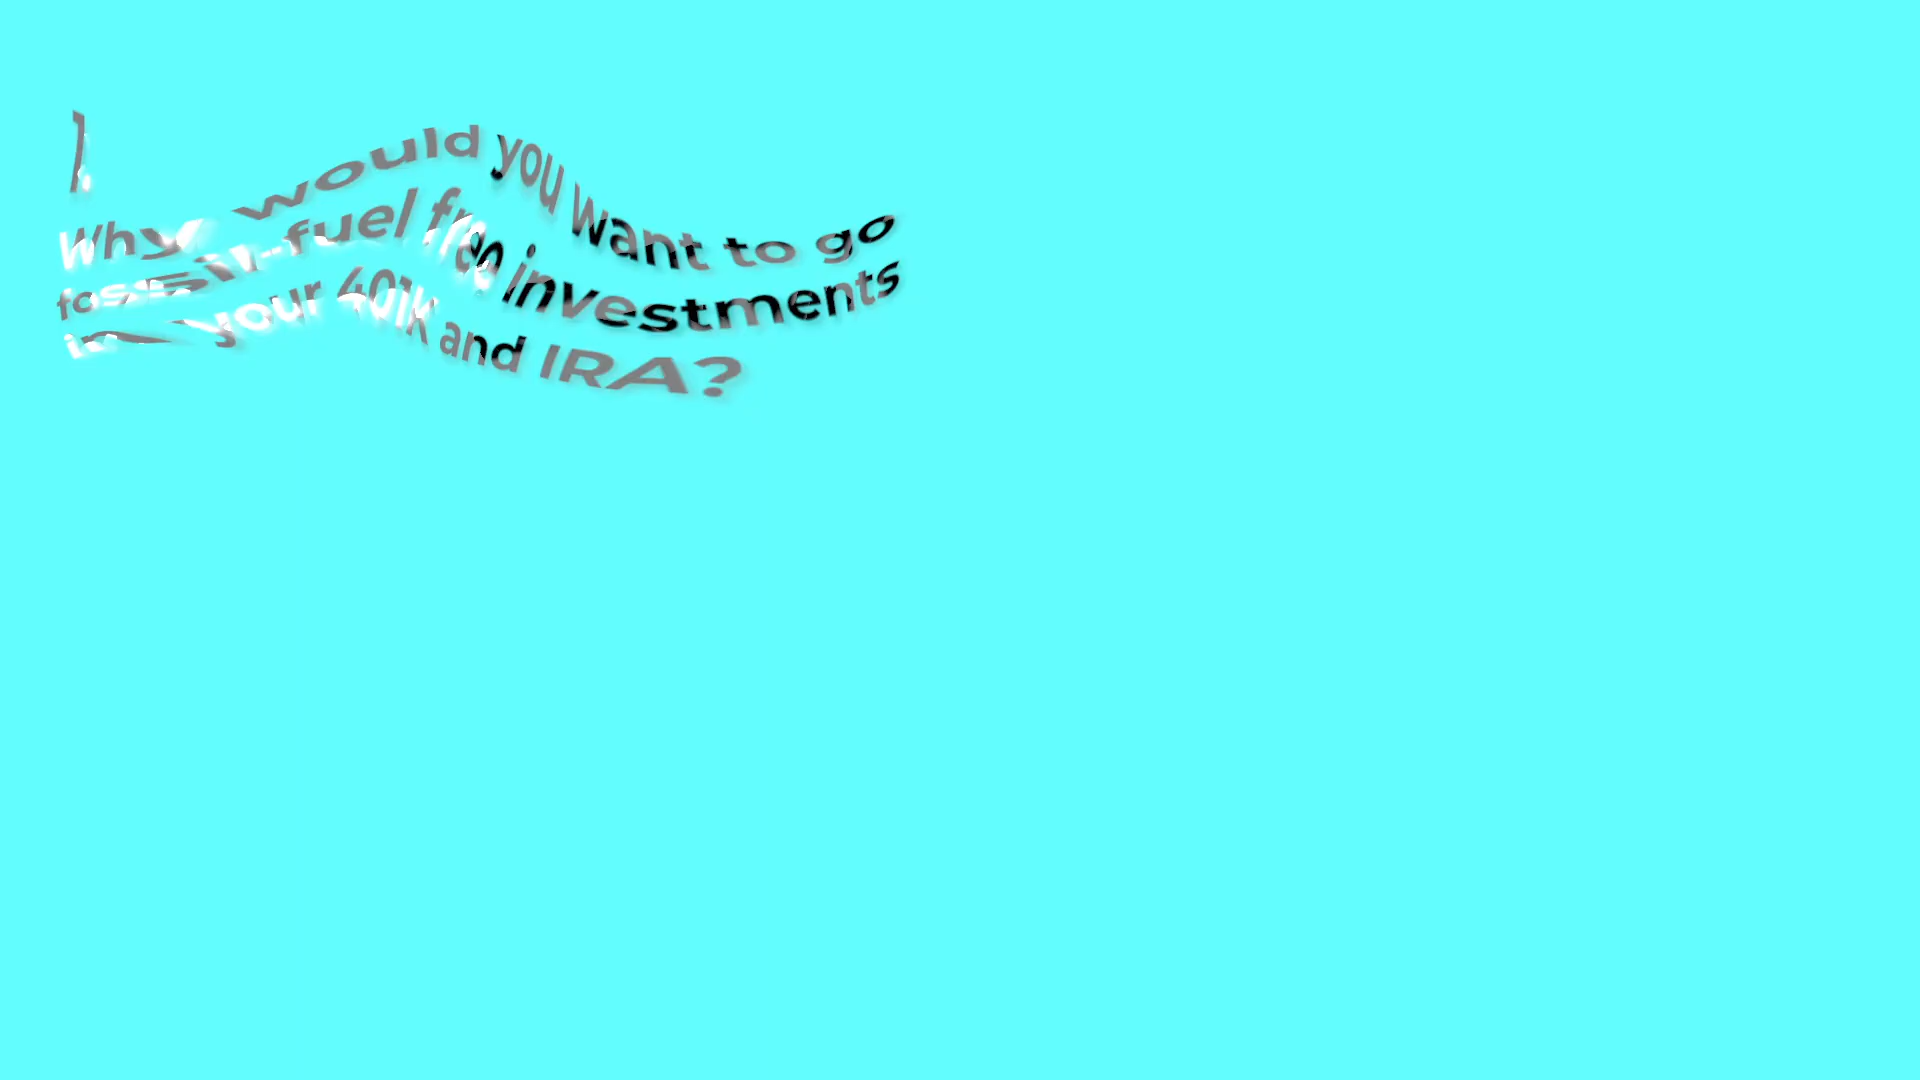 1.
Why would you want to go
fossil-fuel free investments
in your 401k and IRA?